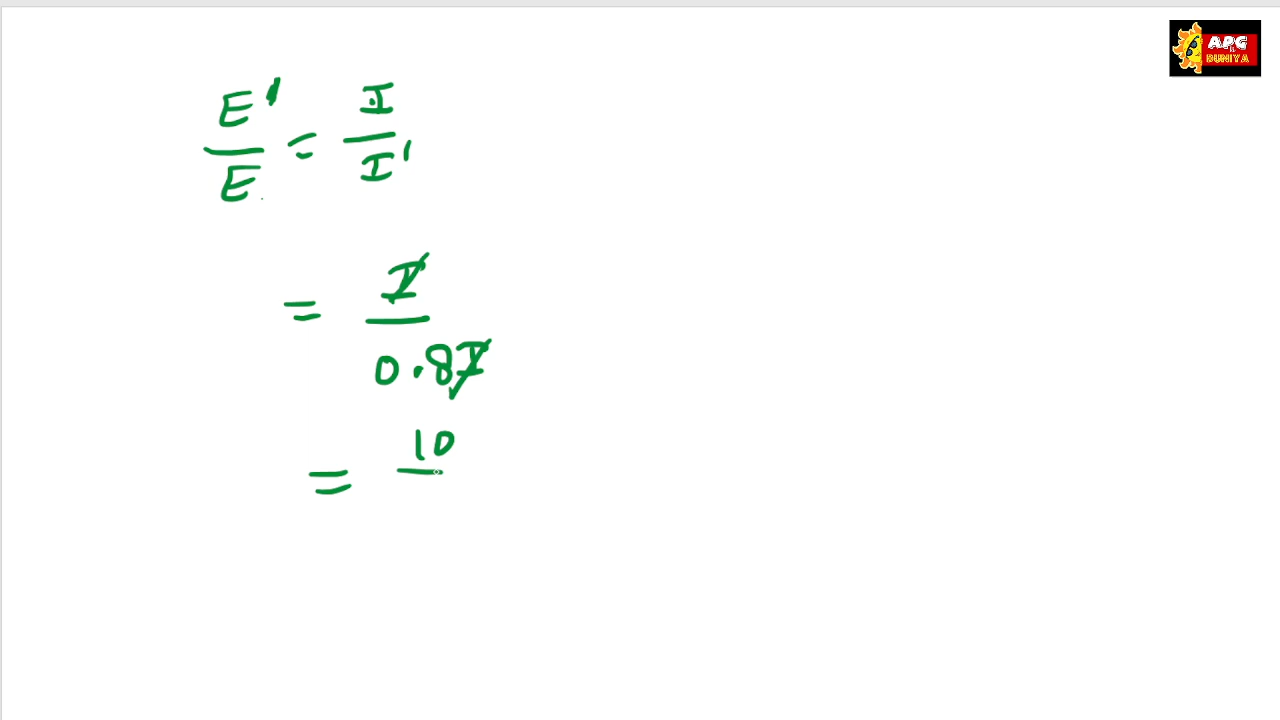 APG
DUNIYA
E' / E = I / I'
= I / 0.8I
= 10 /